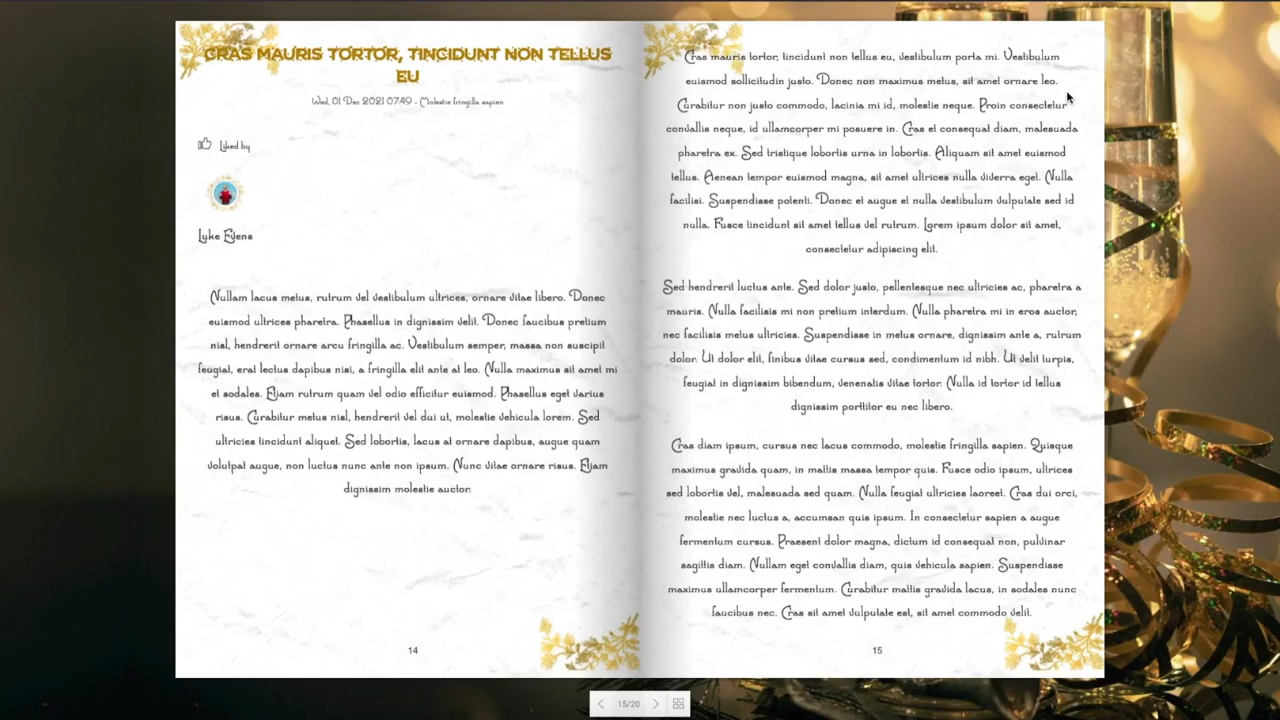 CRAS MAURIS TORTOR, TINCIDUNT NON TELLUS
EU
Wed, 01 Dec 2021 07:49 - Molestie fringilla sapien
Liked by
Luke Evens
Nullam lacus metus, rutrum vel vestibulum ultrices, ornare vitae libero. Donec
euismod ultrices pharetra. Phasellus in dignissim velit. Donec faucibus pretium
nisl, hendrerit ornare arcu fringilla ac. Vestibulum semper, massa non suscipit
feugiat, erat lectus dapibus nisi, a fringilla elit ante at leo. Nulla maximus sit amet mi
et sodales. Etiam rutrum quam vel odio efficitur euismod. Phasellus eget varius
risus. Curabitur metus nisl, hendrerit vel dui ut, molestie vehicula lorem. Sed
ultricies tincidunt aliquet. Sed lobortis, lacus at ornare dapibus, augue quam
volutpat augue, non luctus nunc ante non ipsum. Nunc vitae ornare risus. Etiam
dignissim molestie auctor.
14
Cras mauris tortor, tincidunt non tellus eu, vestibulum porta mi. Vestibulum
euismod sollicitudin justo. Donec non maximus metus, sit amet ornare leo.
Curabitur non justo commodo, lacinia mi id, molestie neque. Proin consectetur
convallis neque, id ullamcorper mi posuere in. Cras et consequat diam, malesuada
pharetra ex. Sed tristique lobortis urna in lobortis. Aliquam sit amet euismod
tellus. Aenean tempor euismod magna, sit amet ultrices nulla viverra eget. Nulla
facilisi. Suspendisse potenti. Donec et augue et nulla vestibulum vulputate sed id
nulla. Fusce tincidunt sit amet tellus vel rutrum. Lorem ipsum dolor sit amet,
consectetur adipiscing elit.
Sed hendrerit luctus ante. Sed dolor justo, pellentesque nec ultricies ac, pharetra a
mauris. Nulla facilisis mi non pretium interdum. Nulla pharetra mi in eros auctor,
nec facilisis metus ultricies. Suspendisse in metus ornare, dignissim ante a, rutrum
dolor. Ut dolor elit, finibus vitae cursus sed, condimentum id nibh. Ut velit turpis,
feugiat in dignissim bibendum, venenatis vitae tortor. Nulla id tortor id tellus
dignissim porttitor eu nec libero.
Cras diam ipsum, cursus nec lacus commodo, molestie fringilla sapien. Quisque
maximus gravida quam, in mattis massa tempor quis. Fusce odio ipsum, ultrices
sed lobortis vel, malesuada sed quam. Nulla feugiat ultricies laoreet. Cras dui orci,
molestie nec luctus a, accumsan quis ipsum. In consectetur sapien a augue
fermentum cursus. Praesent dolor magna, dictum id consequat non, pulvinar
sagittis diam. Nullam eget convallis diam, quis vehicula sapien. Suspendisse
maximus ullamcorper fermentum. Curabitur mattis gravida lacus, in sodales nunc
faucibus nec. Cras sit amet vulputate est, sit amet commodo velit.
15
15/20